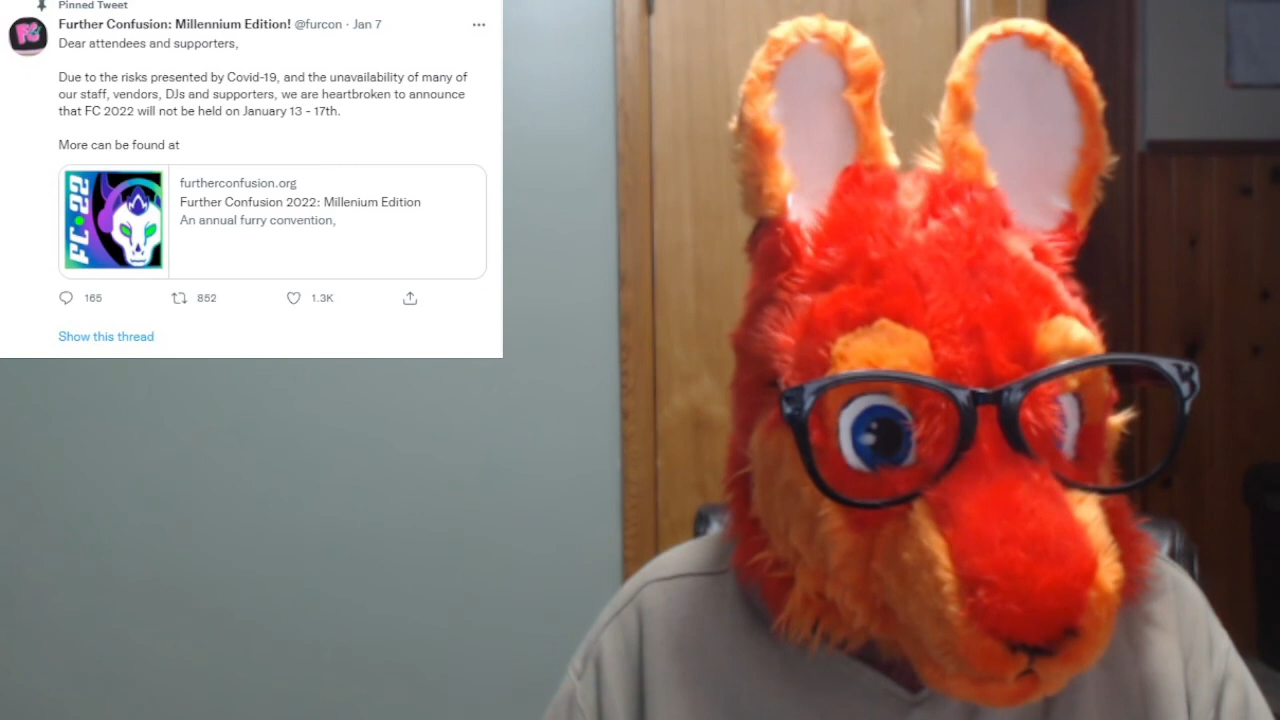 Pinned Tweet
Further Confusion: Millennium Edition! @furcon · Jan 7
Dear attendees and supporters,
Due to the risks presented by Covid-19, and the unavailability of many of
our staff, vendors, DJs and supporters, we are heartbroken to announce
that FC 2022 will not be held on January 13 - 17th.
More can be found at
furtherconfusion.org
Further Confusion 2022: Millenium Edition
An annual furry convention,
165 852 1.3K
Show this thread